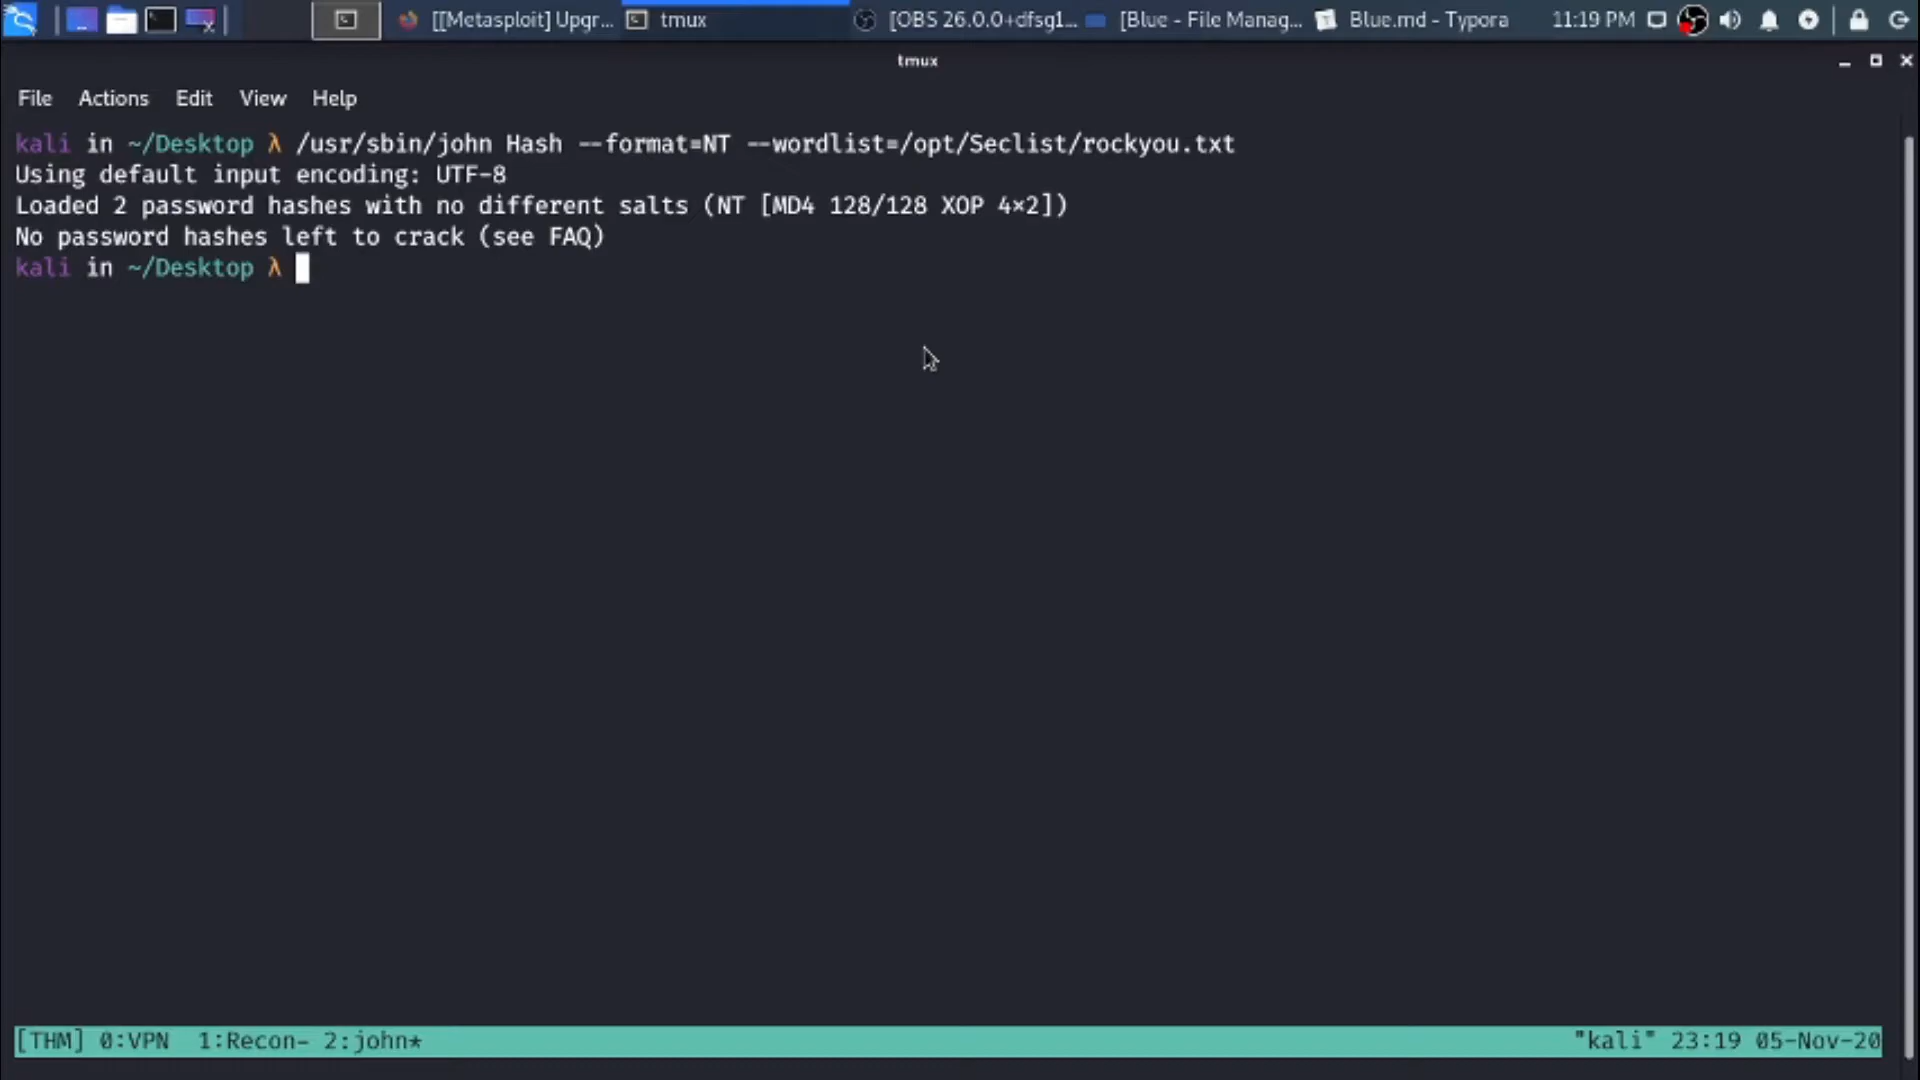 [[Metasploit] Upgr... tmux [OBS 26.0.0+dfsg1... [Blue - File Manag... Blue.md - Typora 11:19 PM
tmux
File Actions Edit View Help
kali in ~/Desktop λ /usr/sbin/john Hash --format=NT --wordlist=/opt/Seclist/rockyou.txt
Using default input encoding: UTF-8
Loaded 2 password hashes with no different salts (NT [MD4 128/128 XOP 4×2])
No password hashes left to crack (see FAQ)
kali in ~/Desktop λ
[THM] 0:VPN 1:Recon- 2:john* "kali" 23:19 05-Nov-20